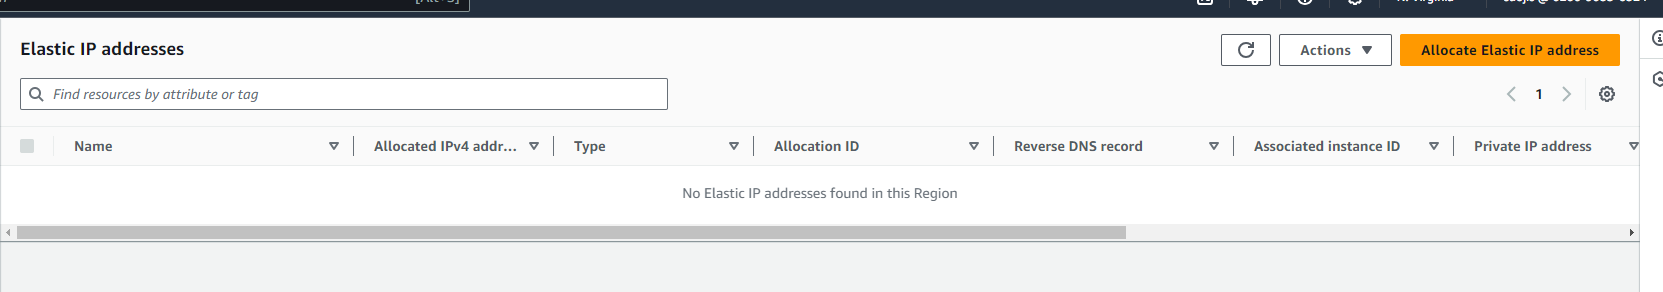 Elastic IP addresses
Actions
Allocate Elastic IP address
Find resources by attribute or tag
1
Name
Allocated IPv4 addr...
Type
Allocation ID
Reverse DNS record
Associated instance ID
Private IP address
No Elastic IP addresses found in this Region